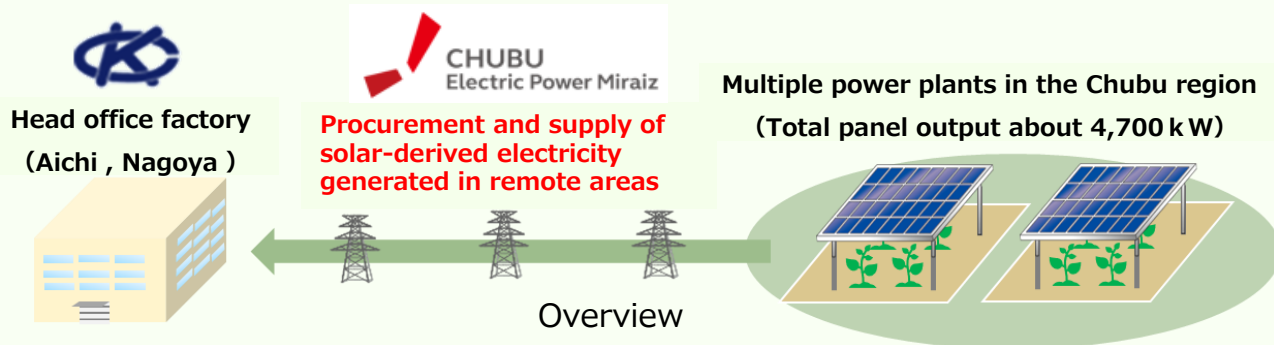 CK
Head office factory
（Aichi , Nagoya ）
CHUBU
Electric Power Miraiz
Procurement and supply of
solar-derived electricity
generated in remote areas
Multiple power plants in the Chubu region
（Total panel output about 4,700ｋW）
Overview